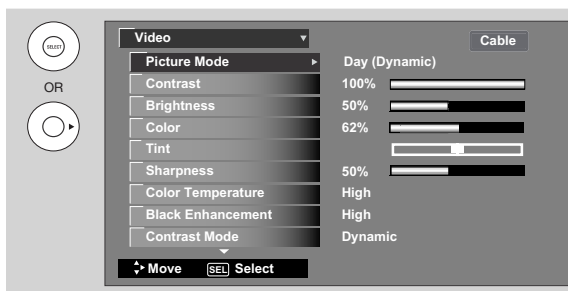 SELECT
OR
Video
Cable
Picture Mode Day (Dynamic)
Contrast 100%
Brightness 50%
Color 62%
Tint
Sharpness 50%
Color Temperature High
Black Enhancement High
Contrast Mode Dynamic
Move SEL Select